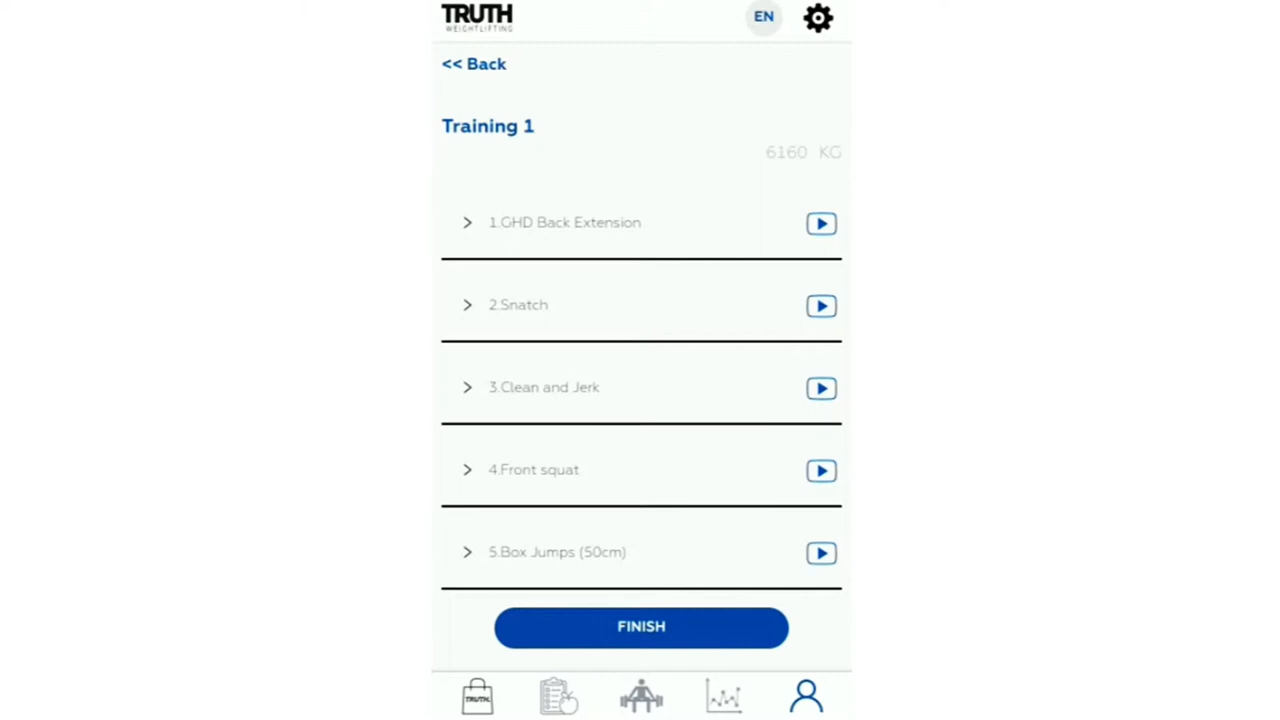 TRUTH
WEIGHTLIFTING
EN
<< Back
Training 1
6160 KG
1.GHD Back Extension
2.Snatch
3.Clean and Jerk
4.Front squat
5.Box Jumps (50cm)
FINISH
TRUTH.